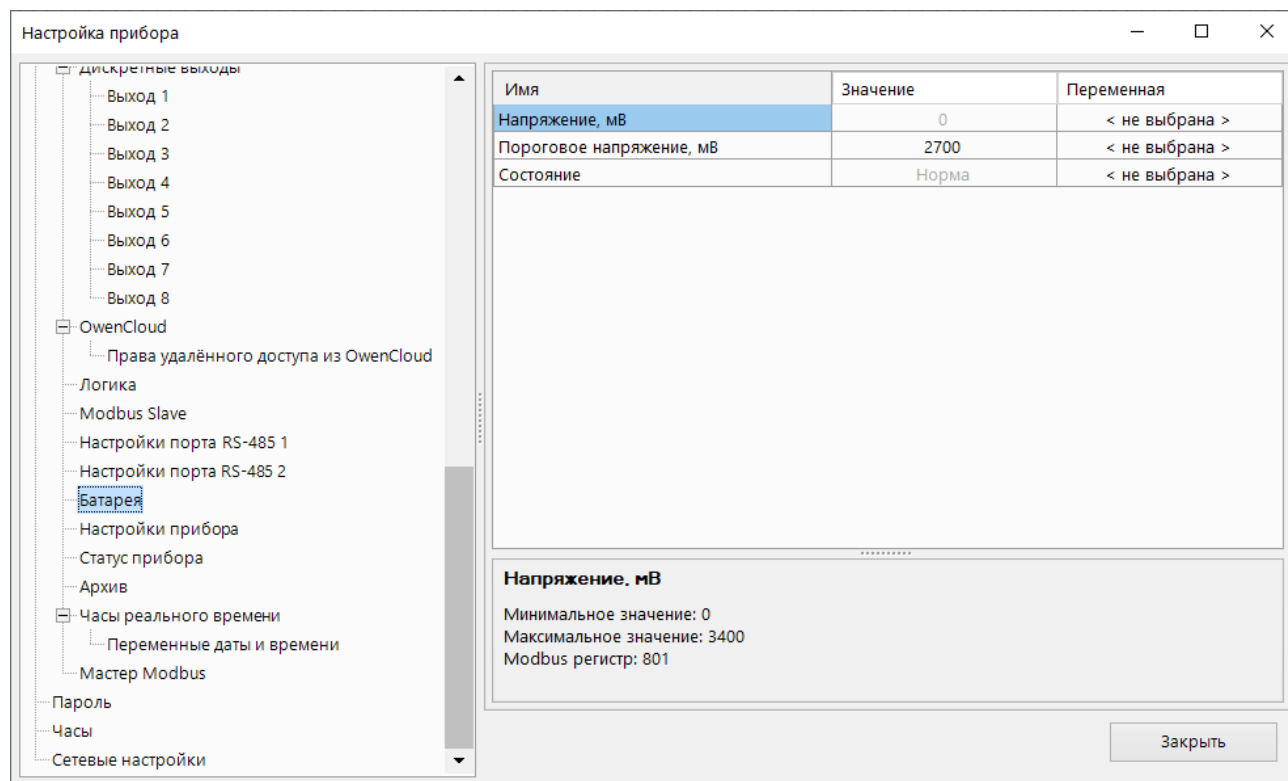 Настройка прибора
Дискретные выходы
Выход 1
Выход 2
Выход 3
Выход 4
Выход 5
Выход 6
Выход 7
Выход 8
OwenCloud
Права удалённого доступа из OwenCloud
Логика
Modbus Slave
Настройки порта RS-485 1
Настройки порта RS-485 2
Батарея
Настройки прибора
Статус прибора
Архив
Часы реального времени
Переменные даты и времени
Мастер Modbus
Пароль
Часы
Сетевые настройки
Имя Значение Переменная
Напряжение, мВ 0 < не выбрана >
Пороговое напряжение, мВ 2700 < не выбрана >
Состояние Норма < не выбрана >
Напряжение, мВ
Минимальное значение: 0
Максимальное значение: 3400
Modbus регистр: 801
Закрыть